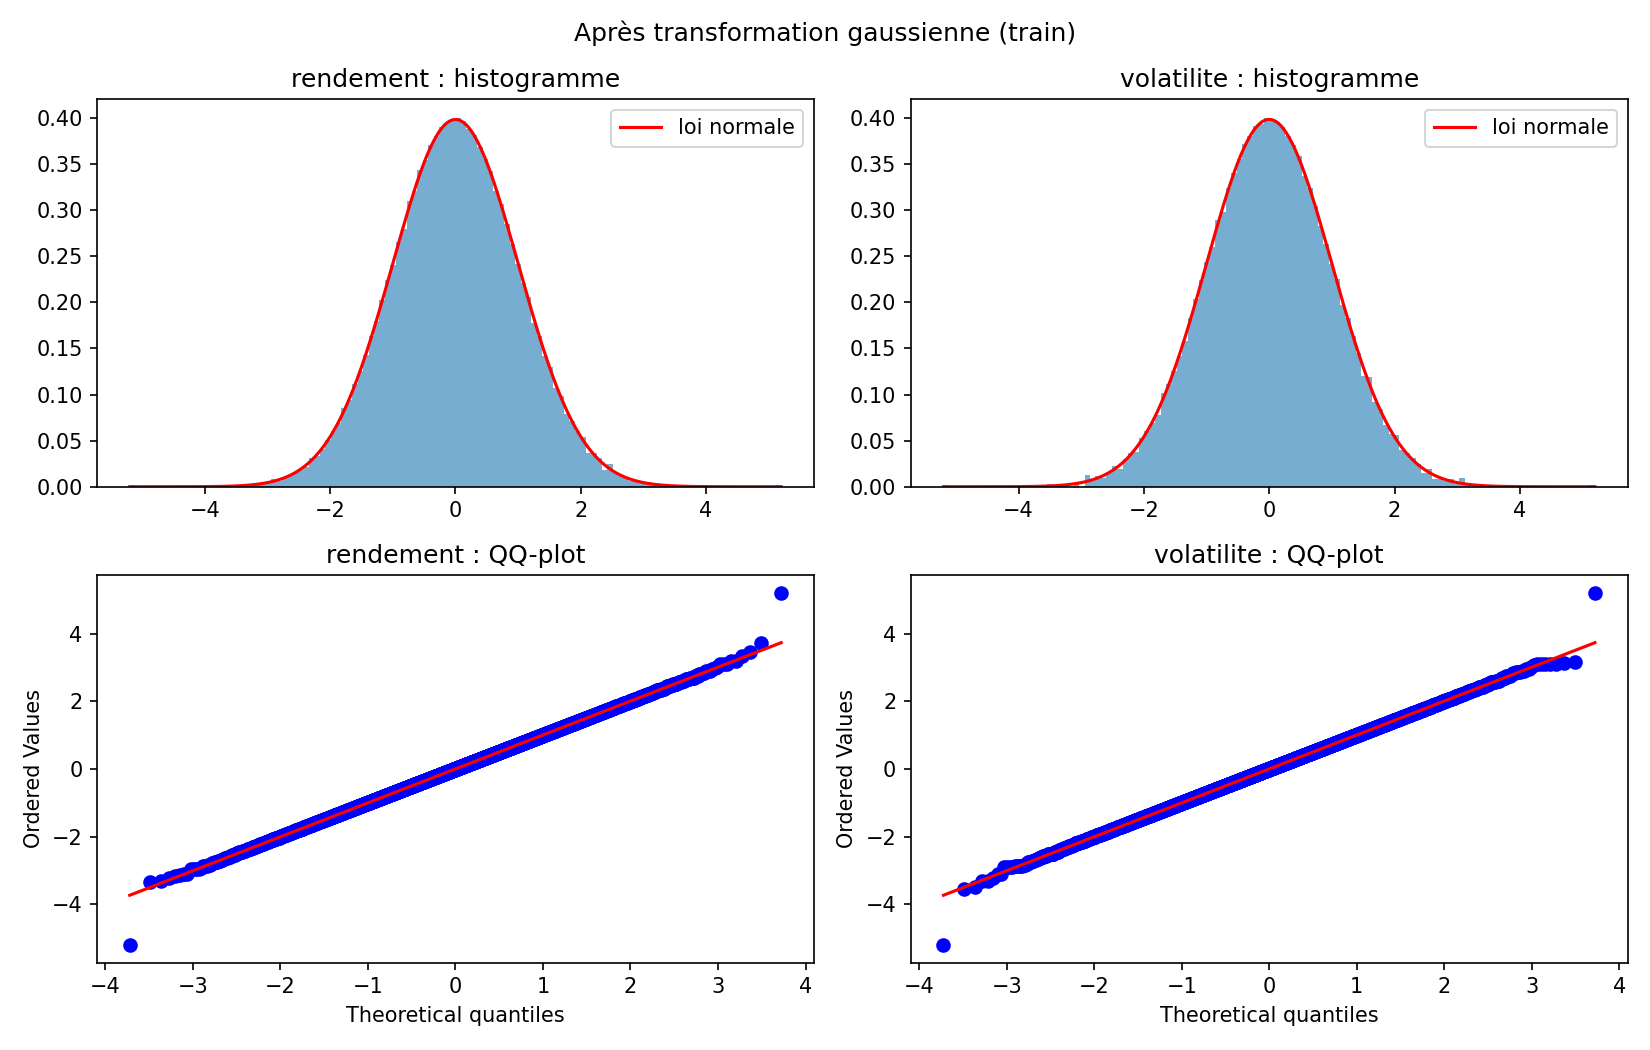 Après transformation gaussienne (train)
rendement : histogramme
loi normale
0.40
0.35
0.30
0.25
0.20
0.15
0.10
0.05
0.00
−4 −2 0 2 4
volatilite : histogramme
loi normale
0.40
0.35
0.30
0.25
0.20
0.15
0.10
0.05
0.00
−4 −2 0 2 4
rendement : QQ-plot
Ordered Values
4
2
0
−2
−4
−4 −3 −2 −1 0 1 2 3 4
Theoretical quantiles
volatilite : QQ-plot
Ordered Values
4
2
0
−2
−4
−4 −3 −2 −1 0 1 2 3 4
Theoretical quantiles